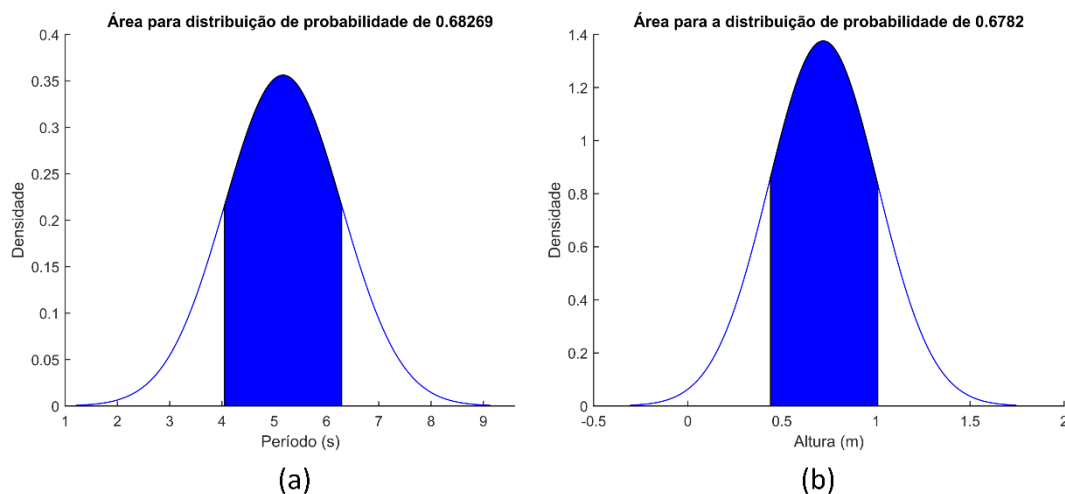 Área para distribuição de probabilidade de 0.68269
0.4
0.35
0.3
0.25
0.2
0.15
0.1
0.05
0
Densidade
1 2 3 4 5 6 7 8 9
Período (s)
(a)
Área para a distribuição de probabilidade de 0.6782
1.4
1.2
1
0.8
0.6
0.4
0.2
0
Densidade
-0.5 0 0.5 1 1.5 2
Altura (m)
(b)